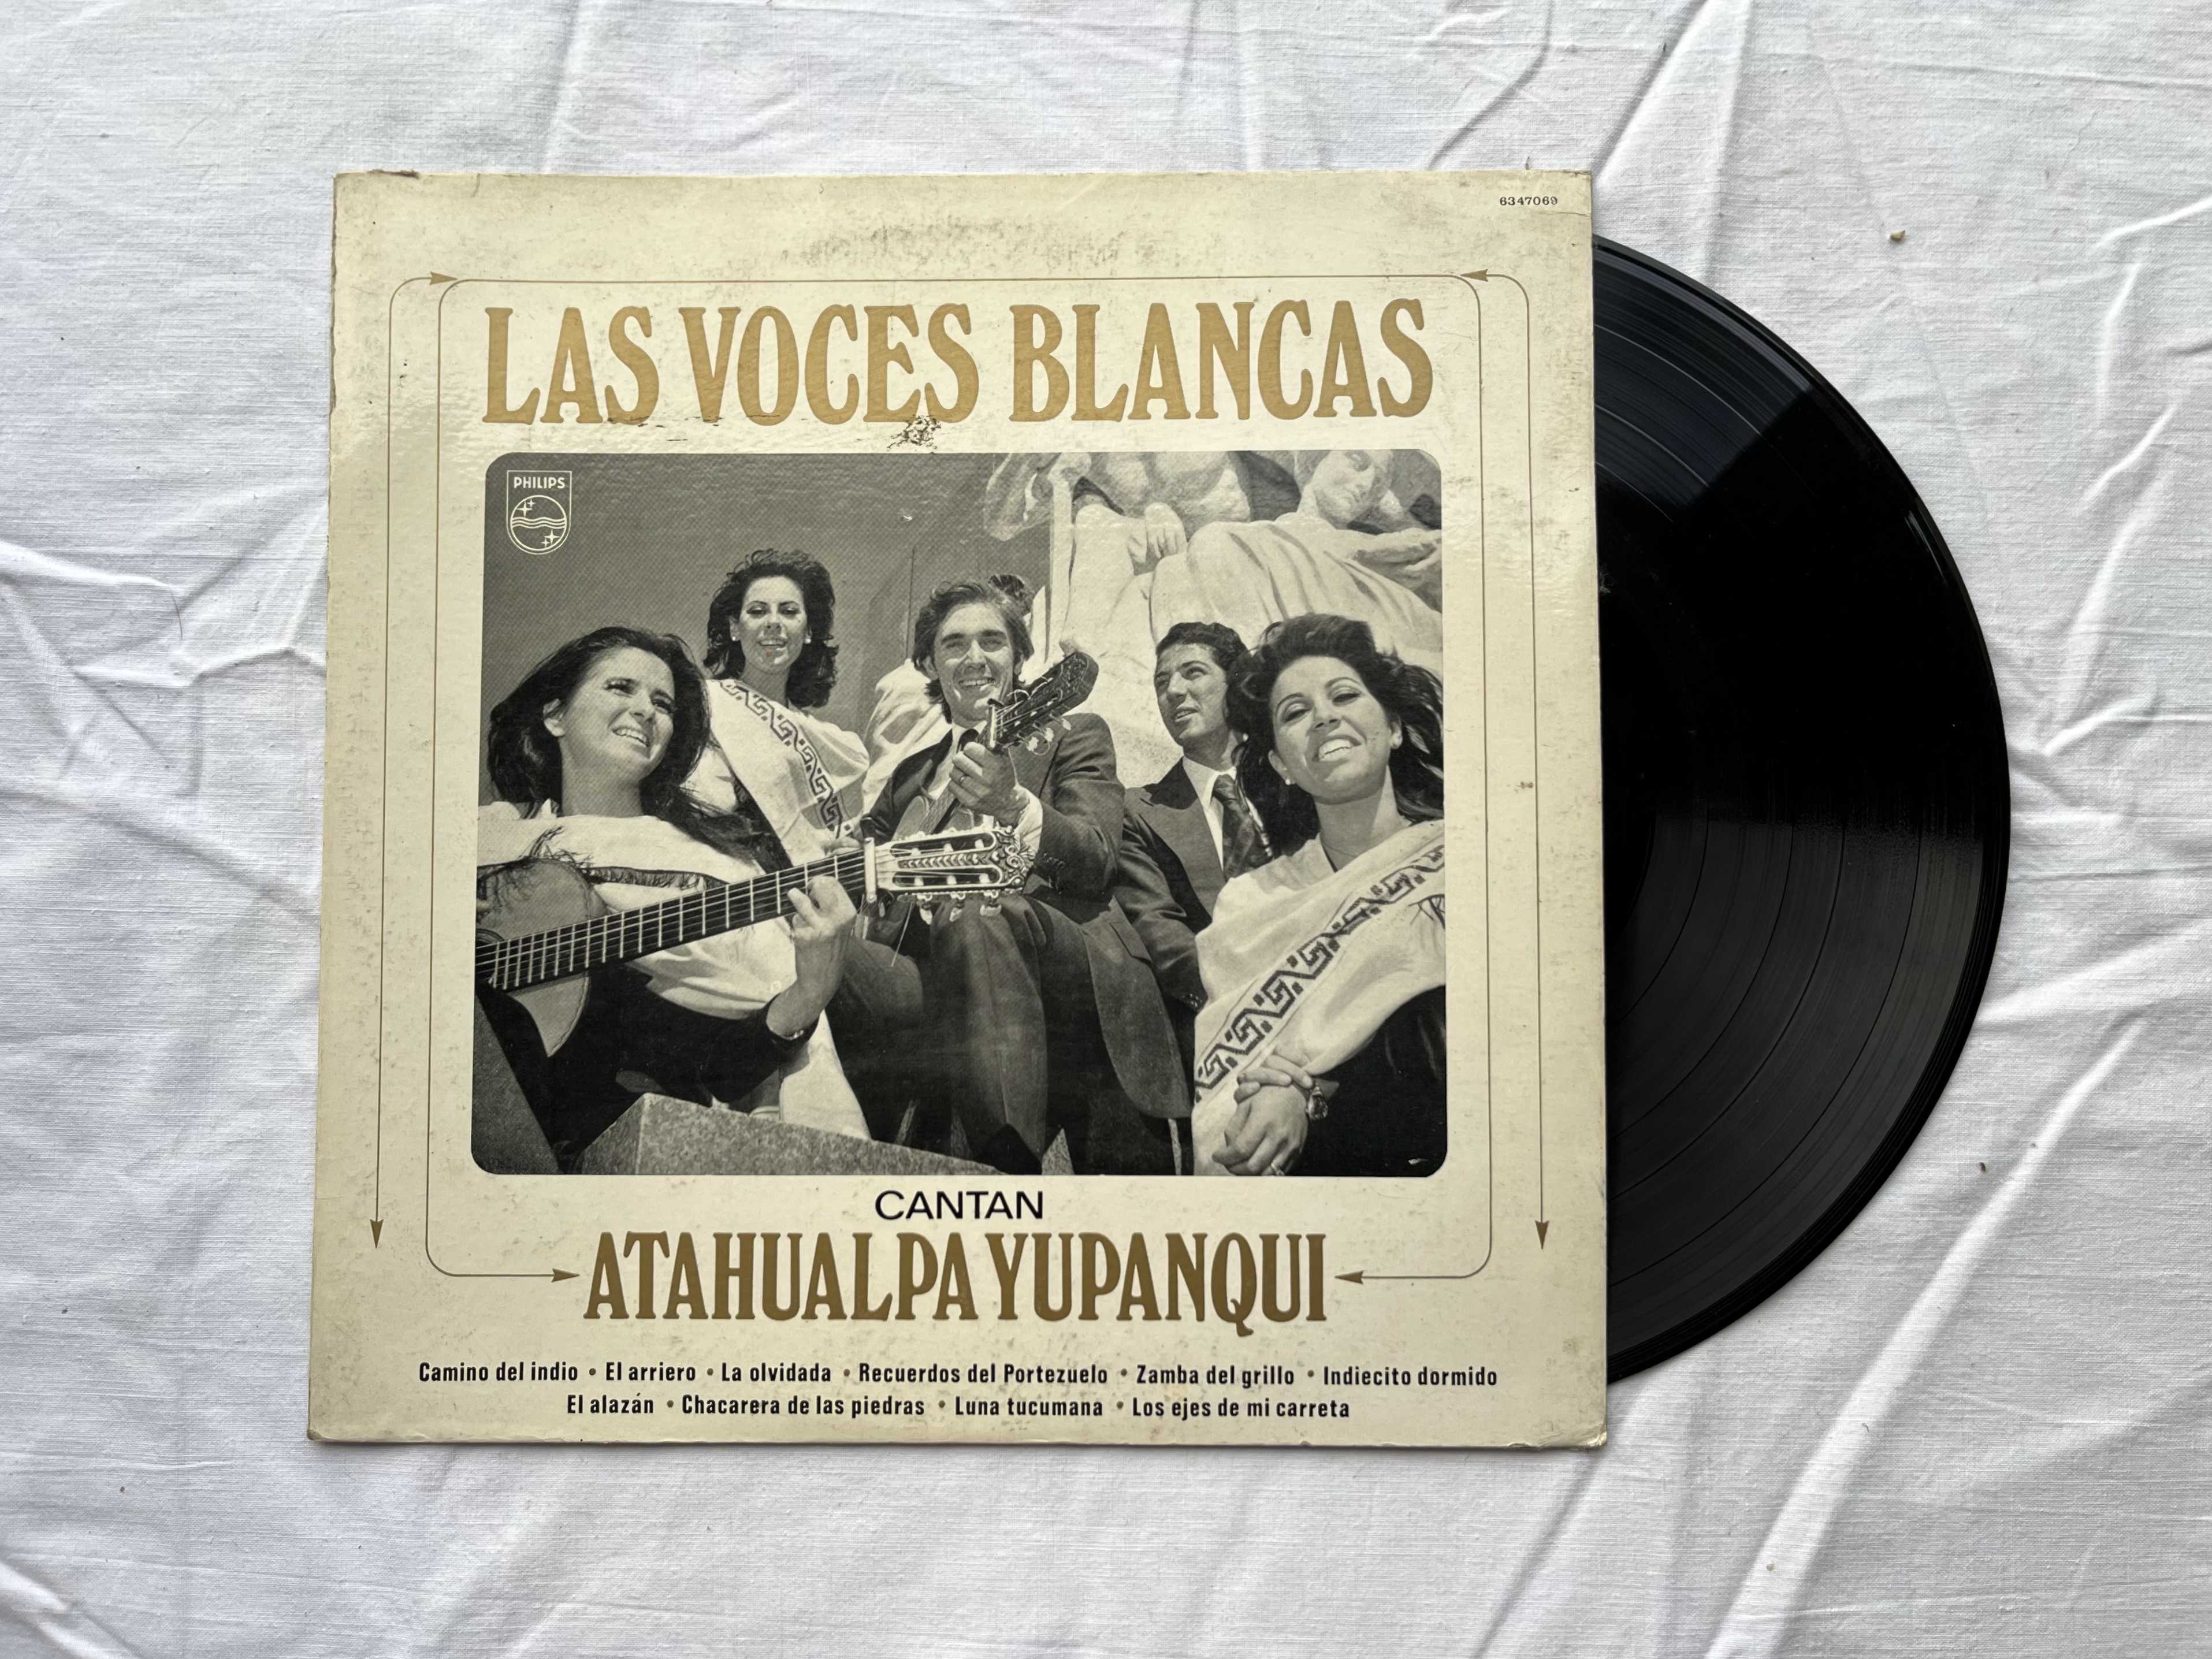 6347069
LAS VOCES BLANCAS
PHILIPS
CANTAN
ATAHUALPA YUPANQUI
Camino del indio • El arriero • La olvidada • Recuerdos del Portezuelo • Zamba del grillo • Indiecito dormido
El alazán • Chacarera de las piedras • Luna tucumana • Los ejes de mi carreta